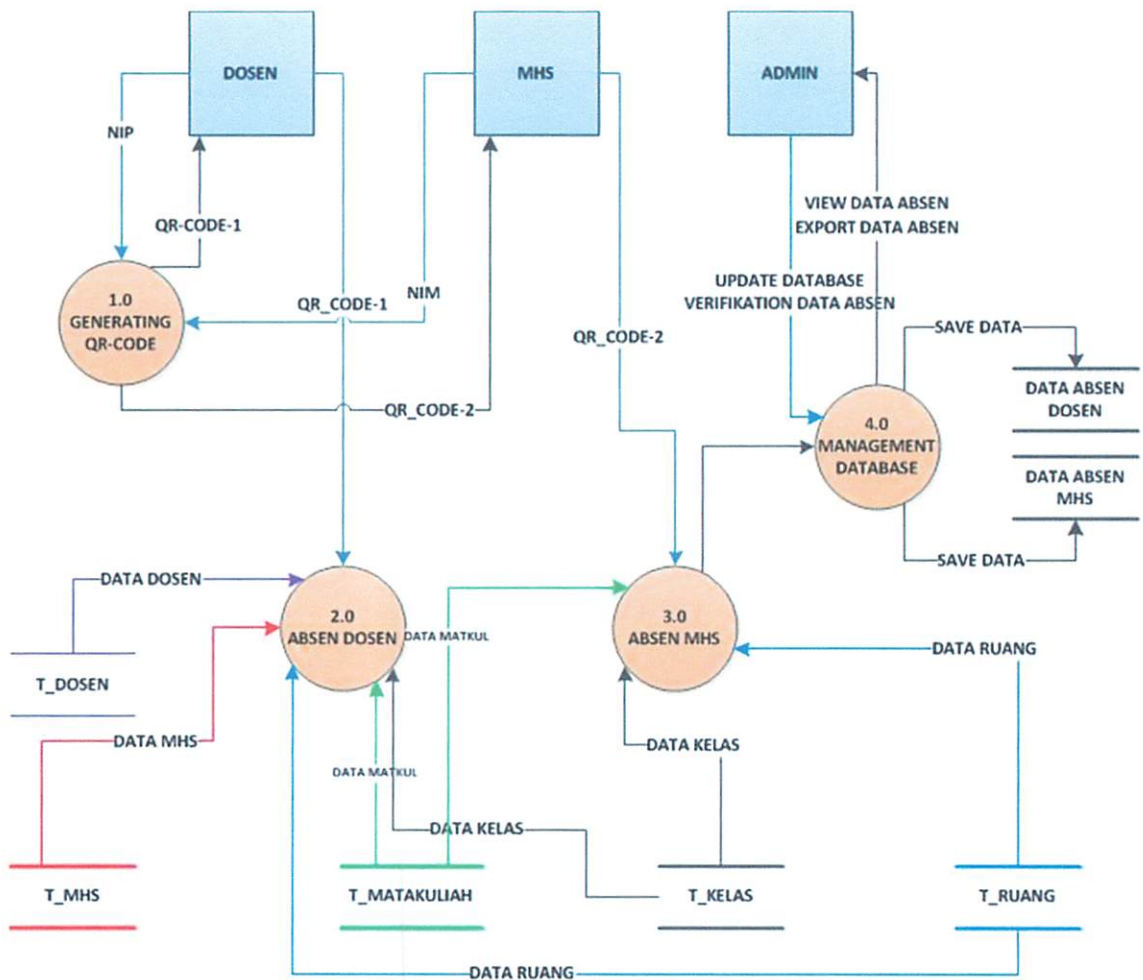 DOSEN
MHS
ADMIN
NIP
QR-CODE-1
VIEW DATA ABSEN
EXPORT DATA ABSEN
1.0
GENERATING
QR-CODE
QR_CODE-1
NIM
UPDATE DATABASE
VERIFIKATION DATA ABSEN
QR_CODE-2
SAVE DATA
QR_CODE-2
DATA ABSEN
DOSEN
4.0
MANAGEMENT
DATABASE
DATA ABSEN
MHS
SAVE DATA
DATA DOSEN
2.0
ABSEN DOSEN
DATA MATKUL
3.0
ABSEN MHS
DATA RUANG
T_DOSEN
DATA MHS
DATA MATKUL
DATA KELAS
DATA KELAS
T_MHS
T_MATAKULIAH
T_KELAS
T_RUANG
DATA RUANG